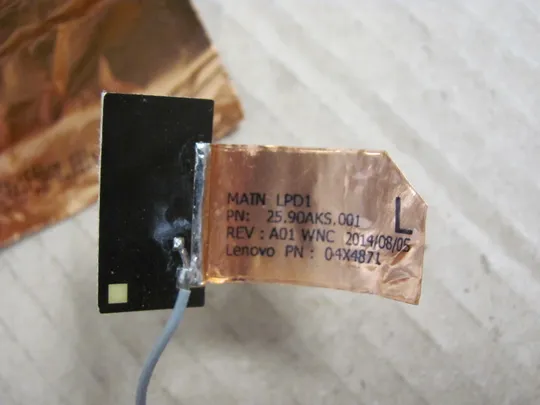 MAIN LPD1
PN: 25.90AKS.001
REV : A01 WNC 2014/08/05
Lenovo PN : 04X4871
L